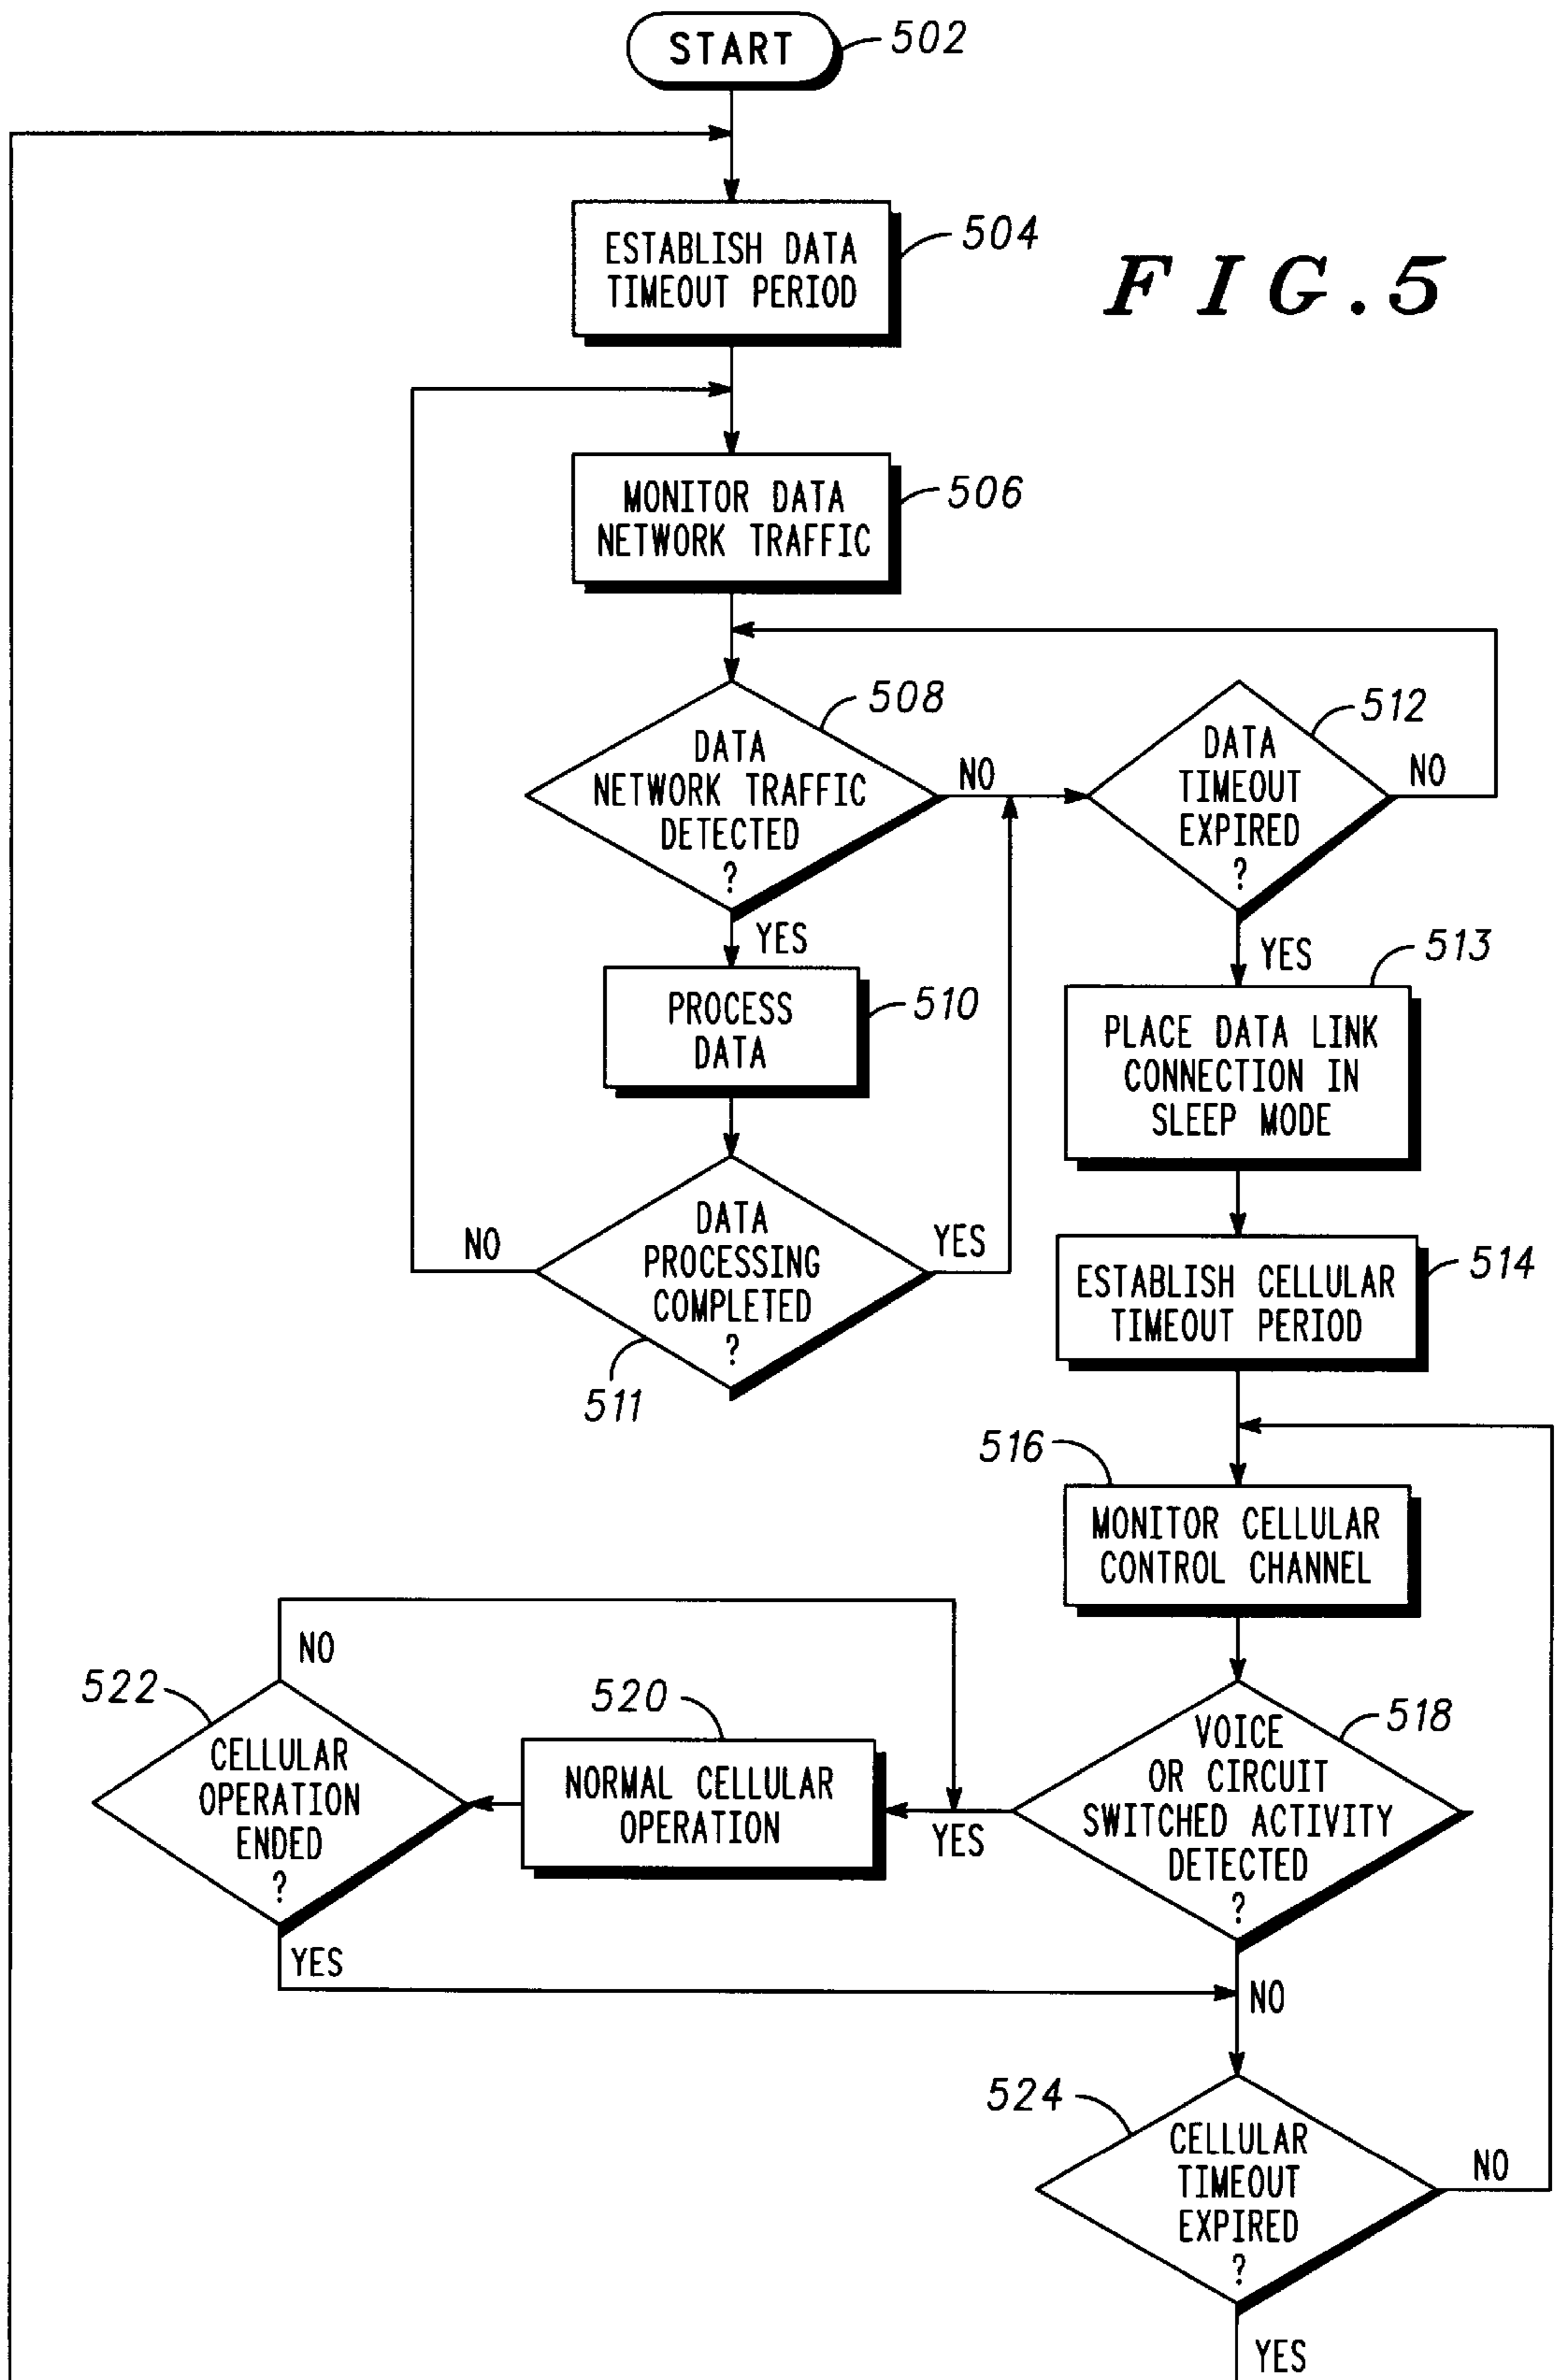 START
502
ESTABLISH DATA
TIMEOUT PERIOD
504
FIG.5
MONITOR DATA
NETWORK TRAFFIC
506
DATA
NETWORK TRAFFIC
DETECTED
?
508
NO
YES
DATA
TIMEOUT
EXPIRED
?
512
NO
YES
PROCESS
DATA
510
PLACE DATA LINK
CONNECTION IN
SLEEP MODE
513
DATA
PROCESSING
COMPLETED
?
511
NO
YES
ESTABLISH CELLULAR
TIMEOUT PERIOD
514
516
MONITOR CELLULAR
CONTROL CHANNEL
VOICE
OR CIRCUIT
SWITCHED ACTIVITY
DETECTED
?
518
YES
NO
520
NORMAL CELLULAR
OPERATION
522
CELLULAR
OPERATION
ENDED
?
NO
YES
524
CELLULAR
TIMEOUT
EXPIRED
?
NO
YES